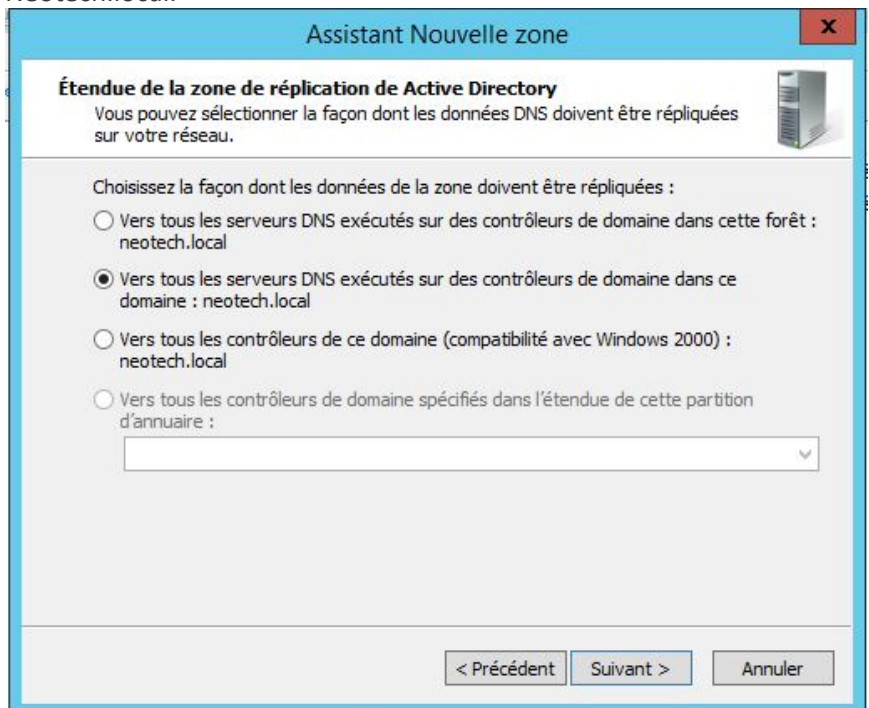 Neotech.local.
Assistant Nouvelle zone
x
Étendue de la zone de réplication de Active Directory
Vous pouvez sélectionner la façon dont les données DNS doivent être répliquées
sur votre réseau.
Choisissez la façon dont les données de la zone doivent être répliquées :
Vers tous les serveurs DNS exécutés sur des contrôleurs de domaine dans cette forêt :
neotech.local
Vers tous les serveurs DNS exécutés sur des contrôleurs de domaine dans ce
domaine : neotech.local
Vers tous les contrôleurs de ce domaine (compatibilité avec Windows 2000) :
neotech.local
Vers tous les contrôleurs de domaine spécifiés dans l'étendue de cette partition
d'annuaire :
< Précédent
Suivant >
Annuler